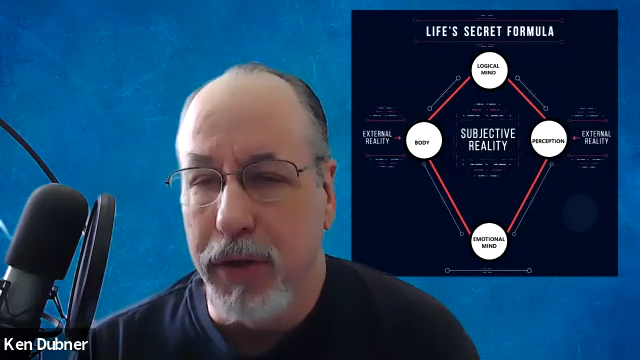 LIFE'S SECRET FORMULA
LOGICAL
MIND
EXTERNAL
REALITY
BODY
SUBJECTIVE
REALITY
PERCEPTION
EXTERNAL
REALITY
EMOTIONAL
MIND
Ken Dubner